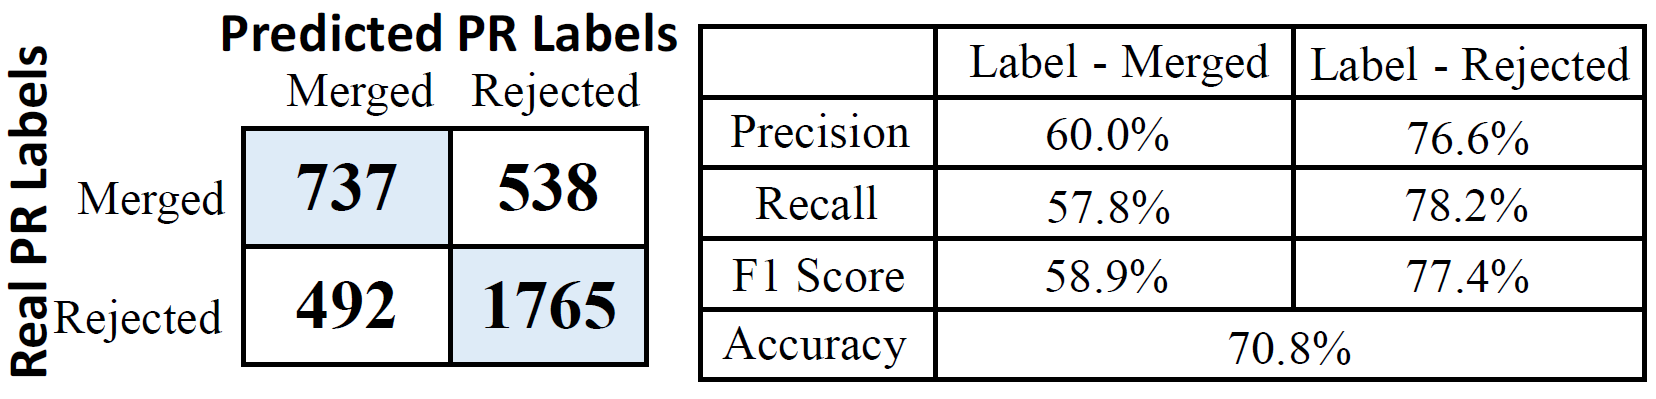 Predicted PR Labels
Real PR Labels
Merged Rejected
Merged 737 538
Rejected 492 1765
Label - Merged Label - Rejected
Precision 60.0% 76.6%
Recall 57.8% 78.2%
F1 Score 58.9% 77.4%
Accuracy 70.8%